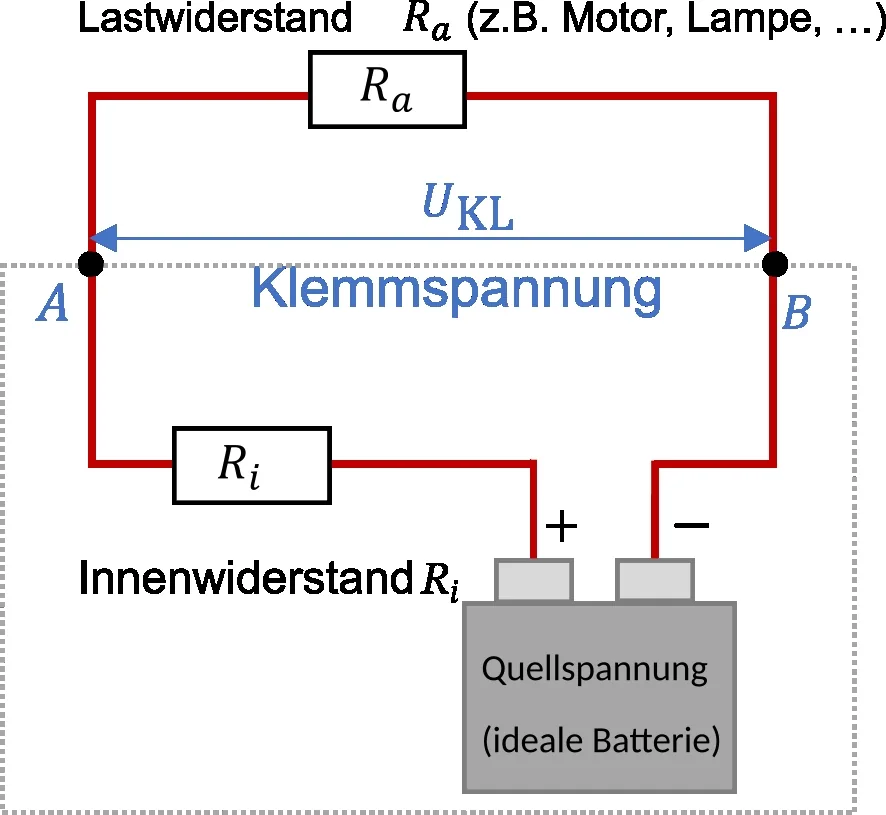 Lastwiderstand R_a (z.B. Motor, Lampe, …)
R_a
U_KL
Klemmspannung
A
B
R_i
+ −
Innenwiderstand R_i
Quellspannung
(ideale Batterie)